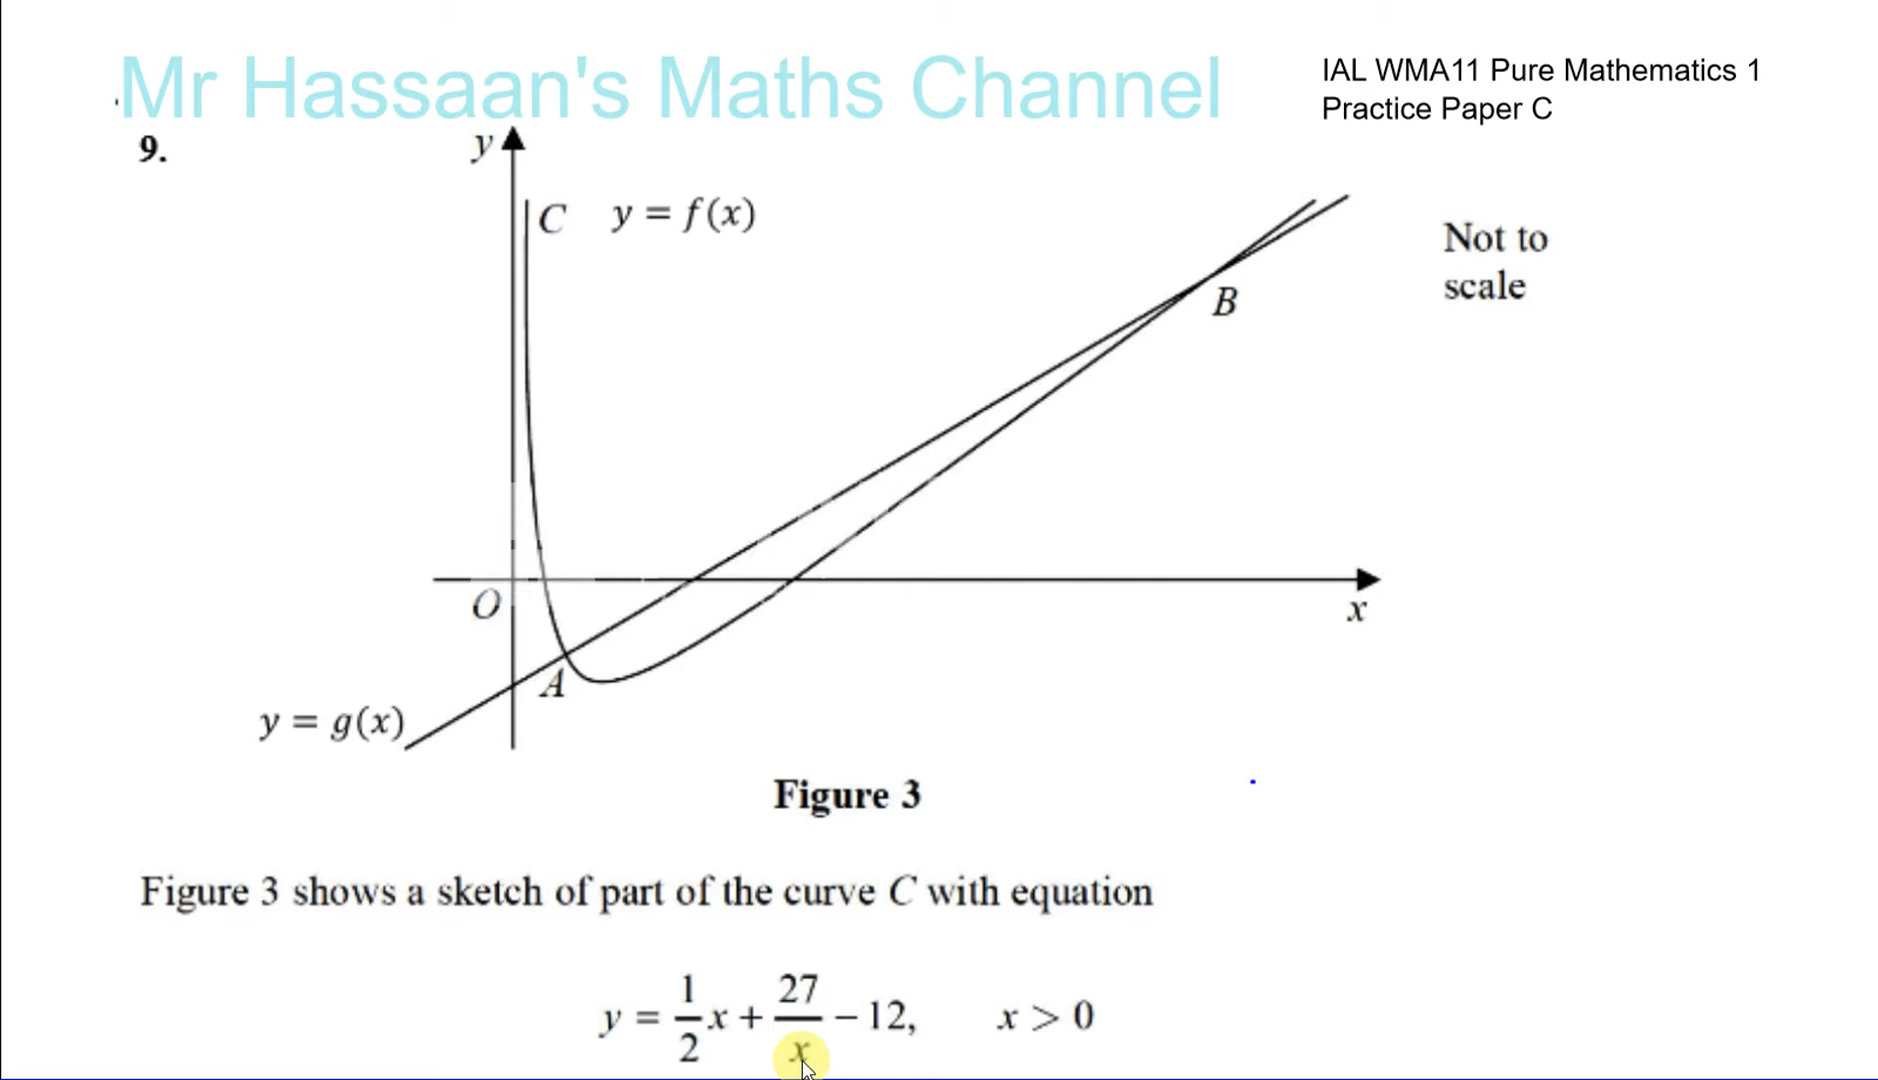 Mr Hassaan's Maths Channel
IAL WMA11 Pure Mathematics 1
Practice Paper C
9.
y
C y = f(x)
Not to
scale
B
O
x
A
y = g(x)
Figure 3
Figure 3 shows a sketch of part of the curve C with equation
y = 1/2 x + 27/x − 12, x > 0